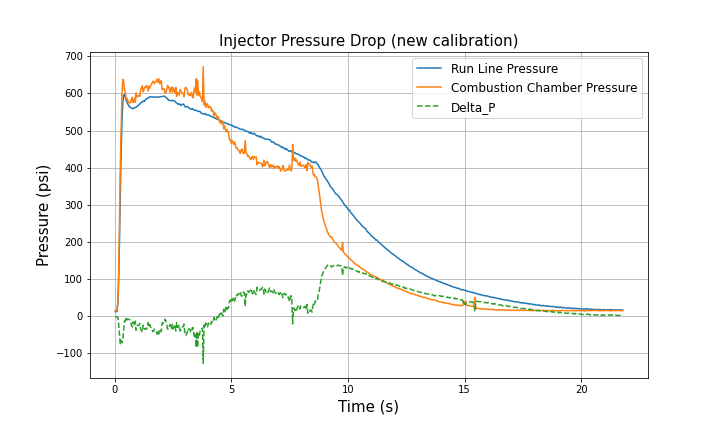 Injector Pressure Drop (new calibration)
700
600
500
400
300
200
100
0
−100
Pressure (psi)
Run Line Pressure
Combustion Chamber Pressure
Delta_P
0 5 10 15 20
Time (s)